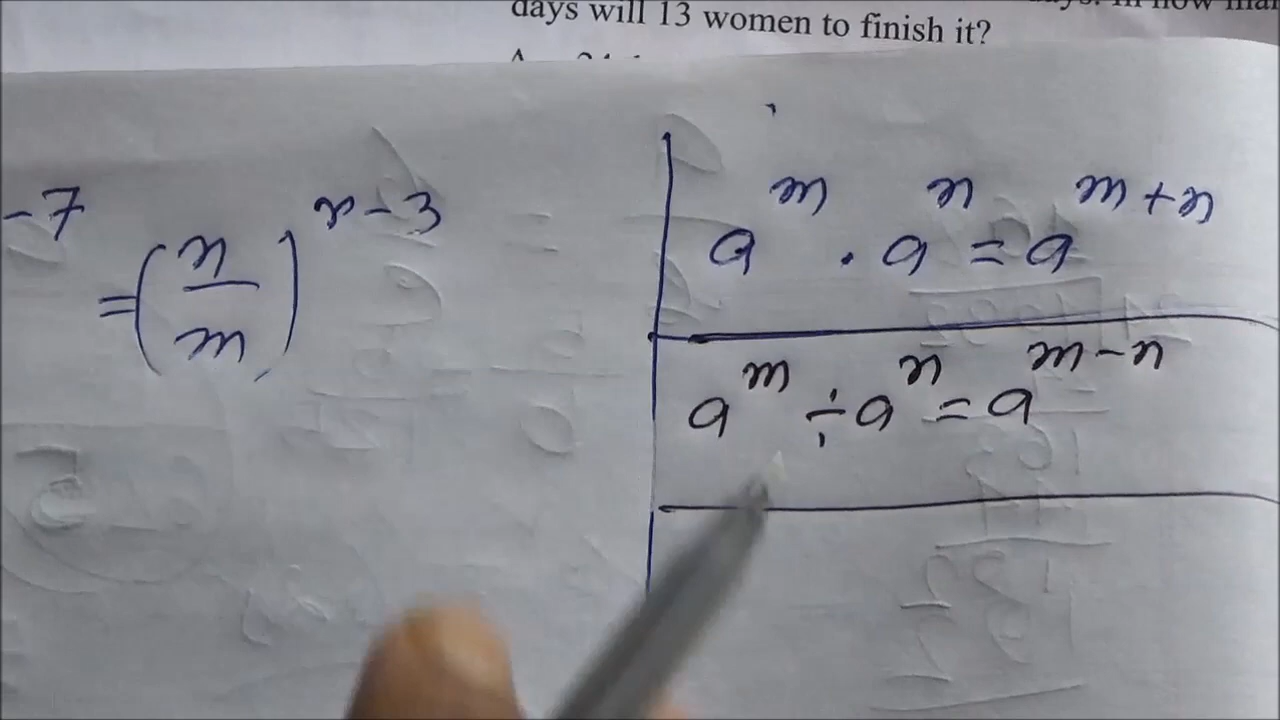 days will 13 women to finish it?
-7 = (n/m)^x-3
a^m . a^n = a^m+n
a^m ÷ a^n = a^m-n